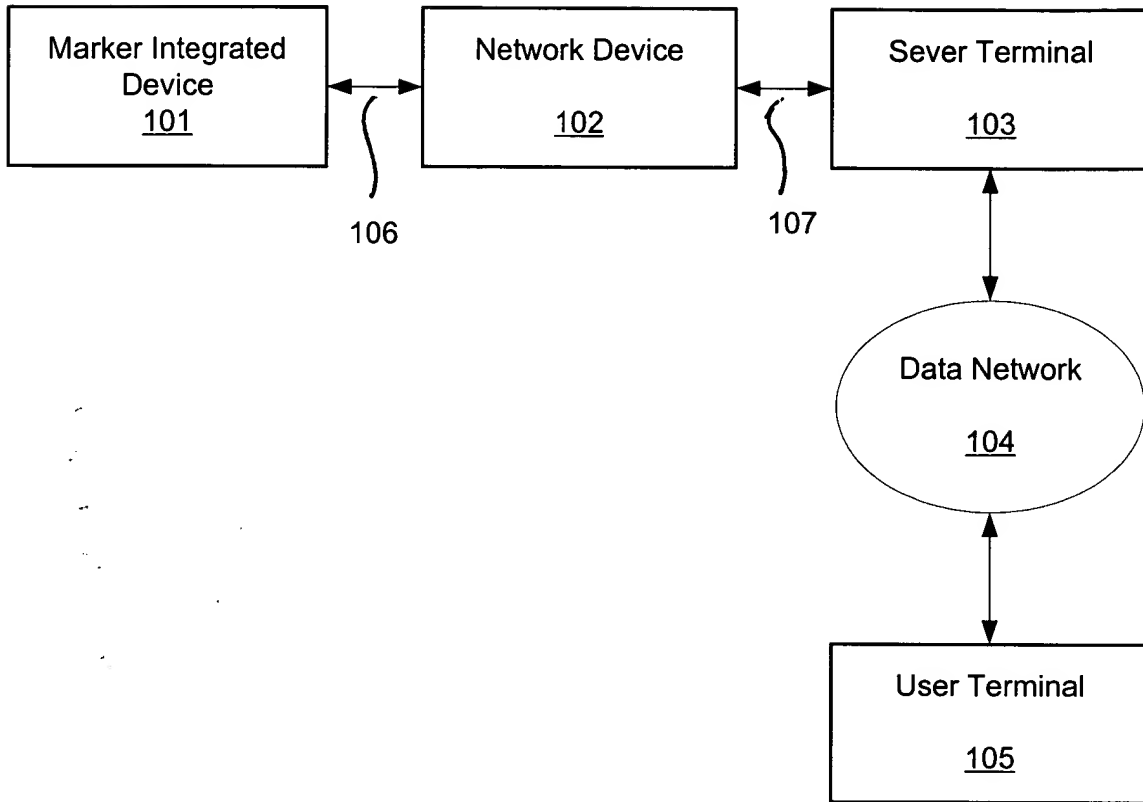 Marker Integrated
Device
101
Network Device
102
Sever Terminal
103
106
107
Data Network
104
User Terminal
105